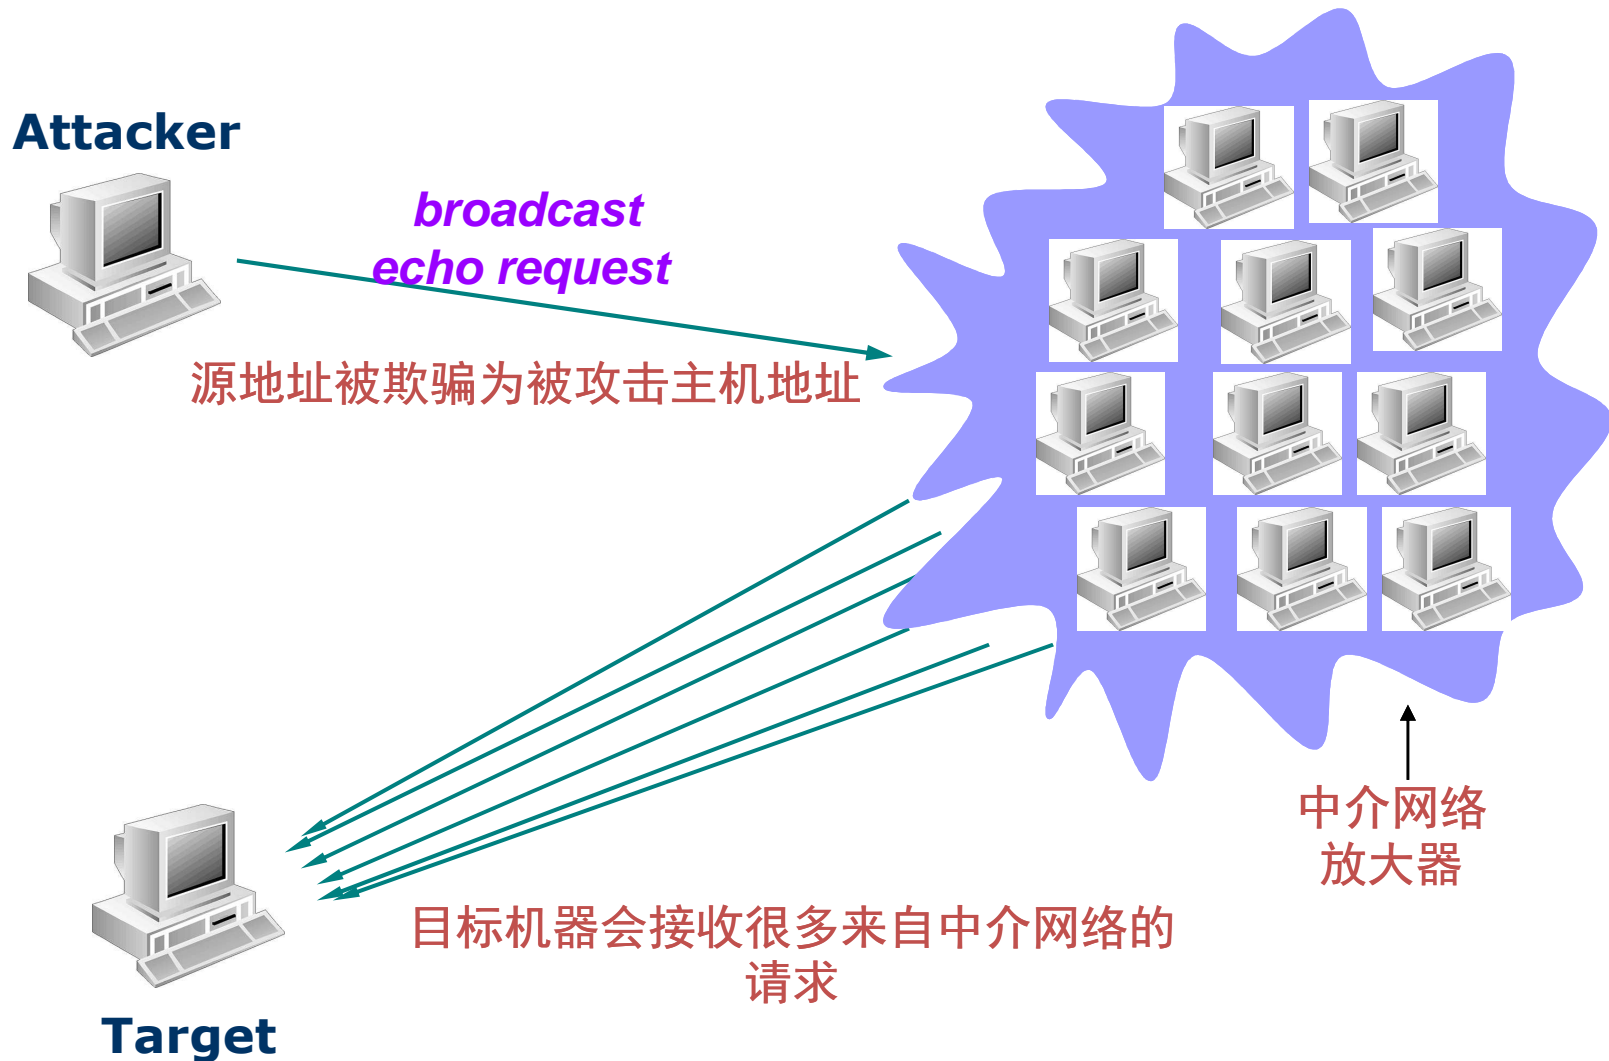 Attacker
broadcast
echo request
源地址被欺骗为被攻击主机地址
中介网络
放大器
目标机器会接收很多来自中介网络的
请求
Target